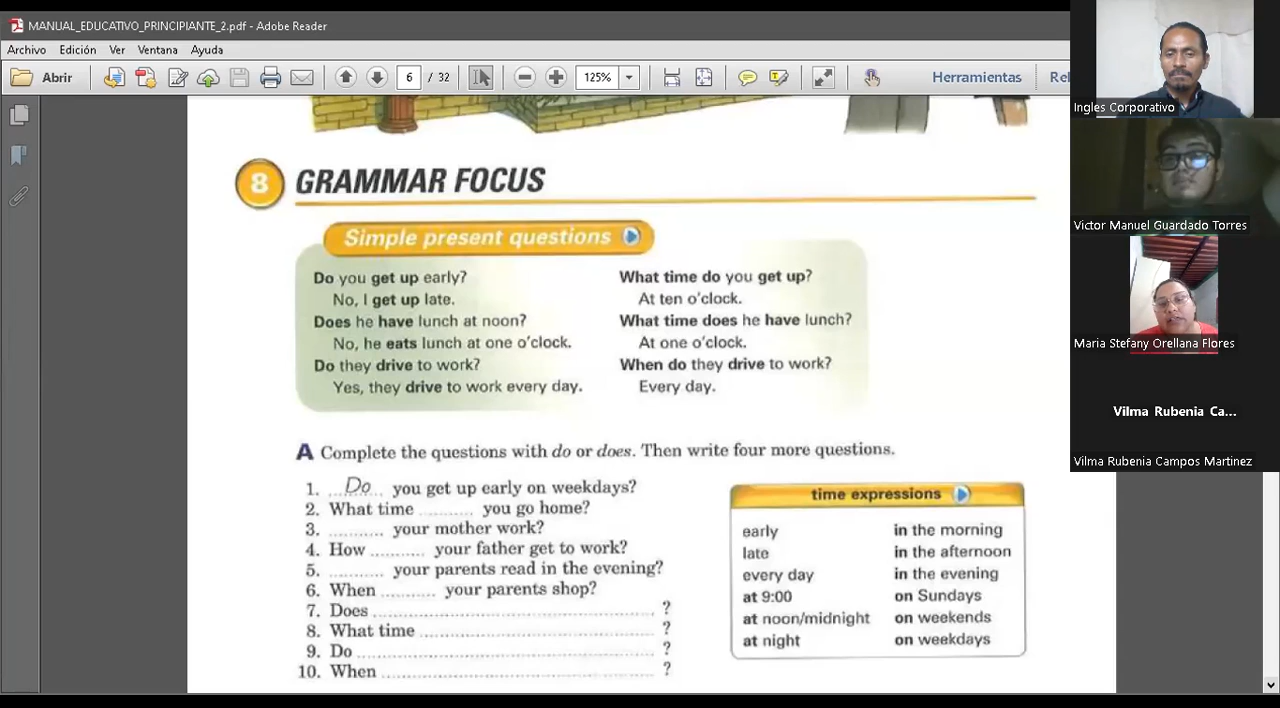 MANUAL_EDUCATIVO_PRINCIPIANTE_2.pdf - Adobe Reader
Archivo Edición Ver Ventana Ayuda
Abrir 6 / 32 125% Herramientas
8 GRAMMAR FOCUS
Simple present questions
Do you get up early?
No, I get up late.
Does he have lunch at noon?
No, he eats lunch at one o'clock.
Do they drive to work?
Yes, they drive to work every day.
What time do you get up?
At ten o'clock.
What time does he have lunch?
At one o'clock.
When do they drive to work?
Every day.
A Complete the questions with do or does. Then write four more questions.
1. Do you get up early on weekdays?
2. What time .......... you go home?
3. .......... your mother work?
4. How .......... your father get to work?
5. .......... your parents read in the evening?
6. When .......... your parents shop?
7. Does .......... ?
8. What time .......... ?
9. Do .......... ?
10. When .......... ?
time expressions
early in the morning
late in the afternoon
every day in the evening
at 9:00 on Sundays
at noon/midnight on weekends
at night on weekdays
Ingles Corporativo
Victor Manuel Guardado Torres
Maria Stefany Orellana Flores
Vilma Rubenia Ca...
Vilma Rubenia Campos Martinez